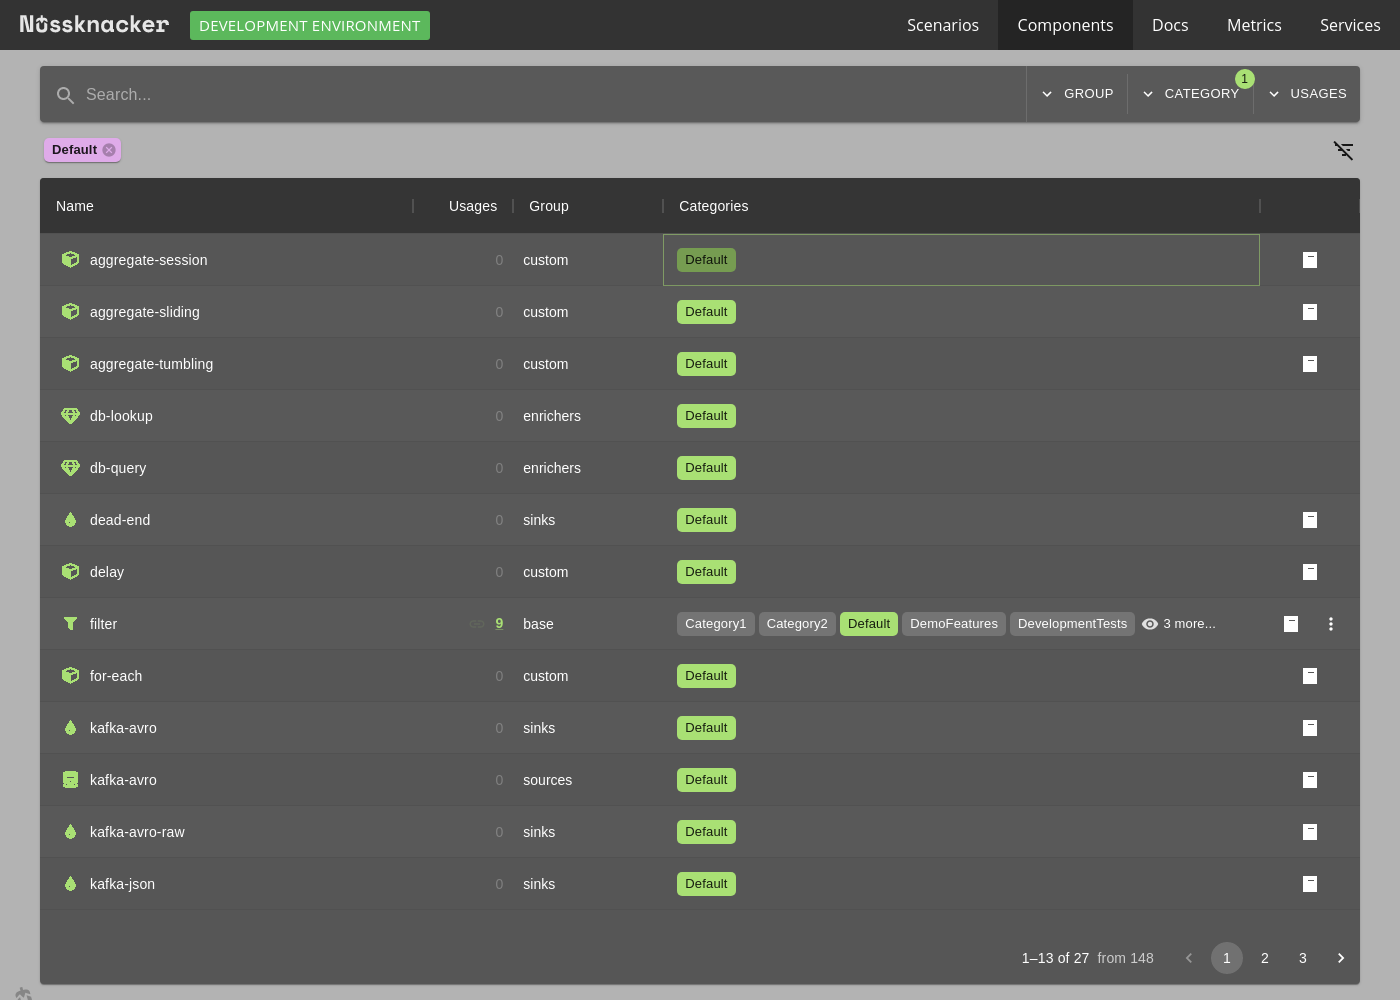 Nussknacker DEVELOPMENT ENVIRONMENT Scenarios Components Docs Metrics Services
Search... GROUP CATEGORY 1 USAGES
Default
Name Usages Group Categories
aggregate-session 0 custom Default
aggregate-sliding 0 custom Default
aggregate-tumbling 0 custom Default
db-lookup 0 enrichers Default
db-query 0 enrichers Default
dead-end 0 sinks Default
delay 0 custom Default
filter 9 base Category1 Category2 Default DemoFeatures DevelopmentTests 3 more...
for-each 0 custom Default
kafka-avro 0 sinks Default
kafka-avro 0 sources Default
kafka-avro-raw 0 sinks Default
kafka-json 0 sinks Default
1–13 of 27 from 148 1 2 3